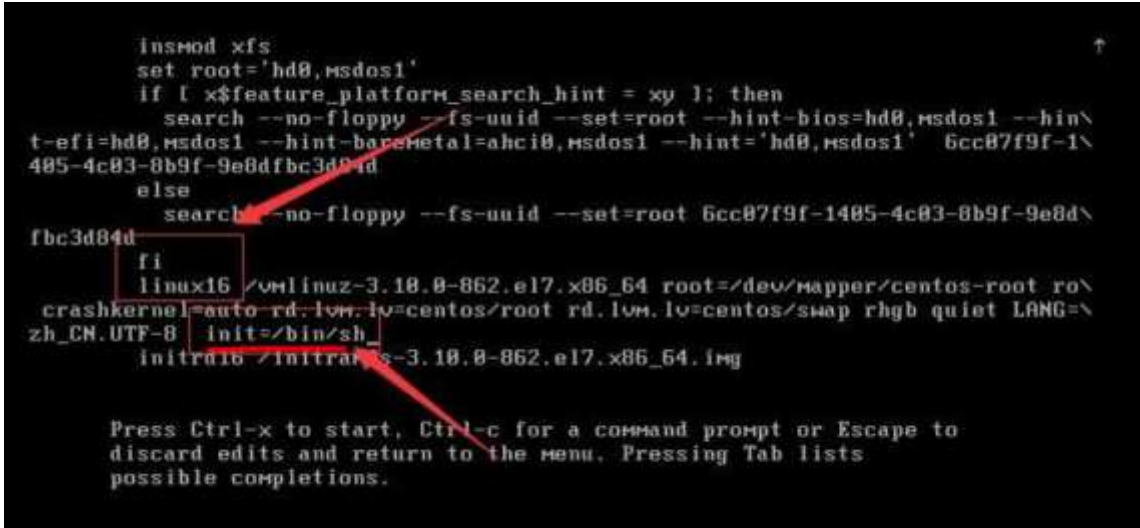 insmod xfs
set root='hd0,msdos1'
if [ x$feature_platform_search_hint = xy ]; then
search --no-floppy --fs-uuid --set=root --hint-bios=hd0,msdos1 --hin\
t-efi=hd0,msdos1 --hint-baremetal=ahci0,msdos1 --hint='hd0,msdos1'  6cc07f9f-1\
405-4c03-8b9f-9e8dfbc3d84d
else
search --no-floppy --fs-uuid --set=root 6cc07f9f-1405-4c03-8b9f-9e8d\
fbc3d84d
fi
linux16 /vmlinuz-3.10.0-862.el7.x86_64 root=/dev/mapper/centos-root ro\
crashkernel=auto rd.lvm.lv=centos/root rd.lvm.lv=centos/swap rhgb quiet LANG=\
zh_CN.UTF-8  init=/bin/sh_
initrd16 /initramfs-3.10.0-862.el7.x86_64.img
Press Ctrl-x to start, Ctrl-c for a command prompt or Escape to
discard edits and return to the menu. Pressing Tab lists
possible completions.